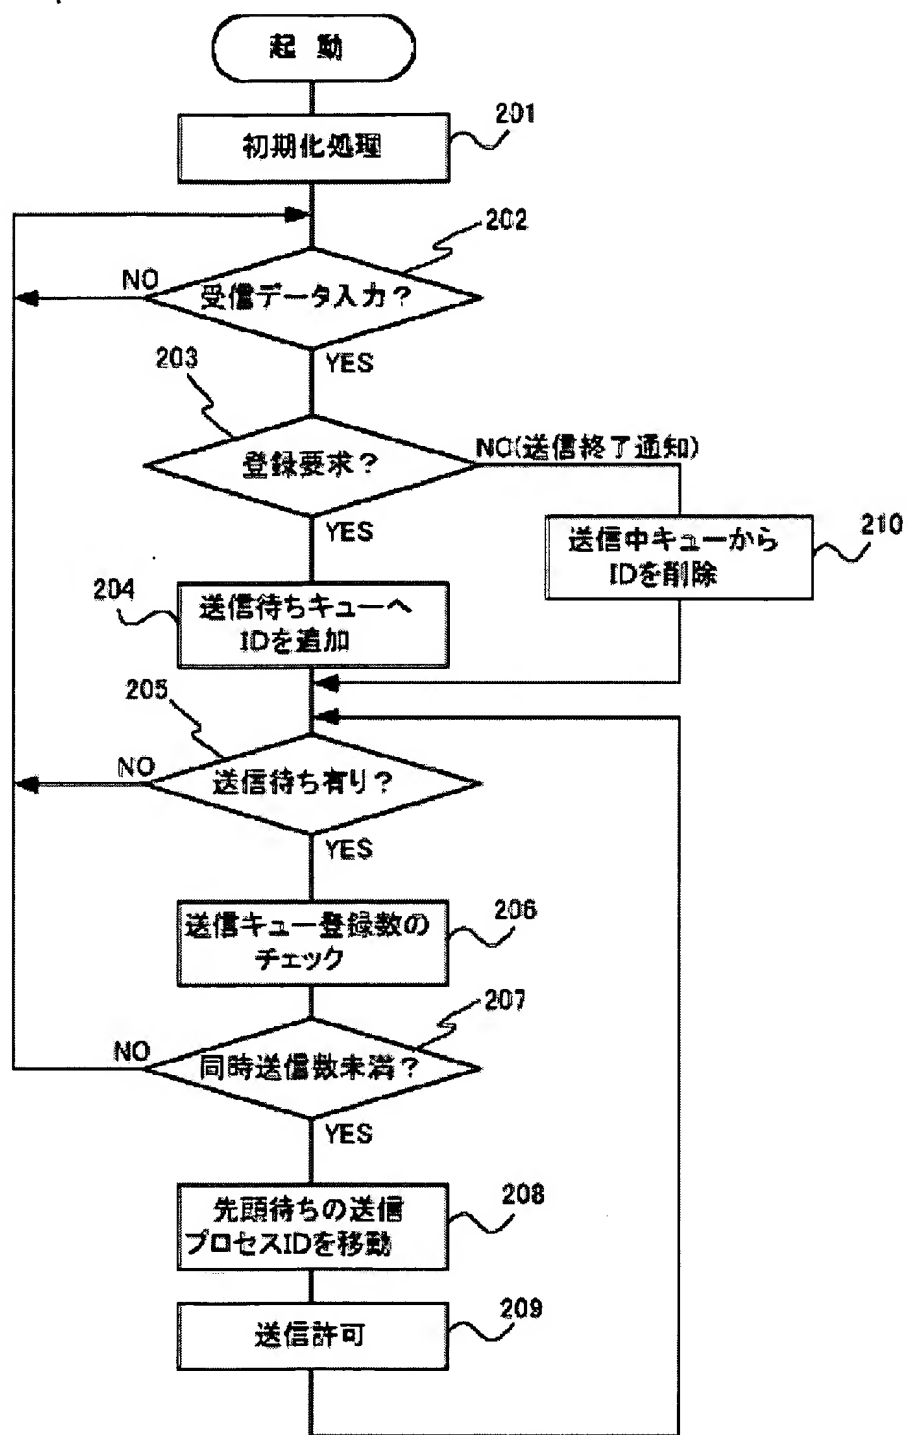 起 動
初期化処理
201
202
NO
受信データ入力?
YES
203
登録要求?
NO(送信終了通知)
YES
送信中キューから
IDを削除
210
204
送信待ちキューへ
IDを追加
205
NO
送信待ち有り?
YES
送信キュー登録数の
チェック
206
207
NO
同時送信数未満?
YES
先頭待ちの送信
プロセスIDを移動
208
送信許可
209